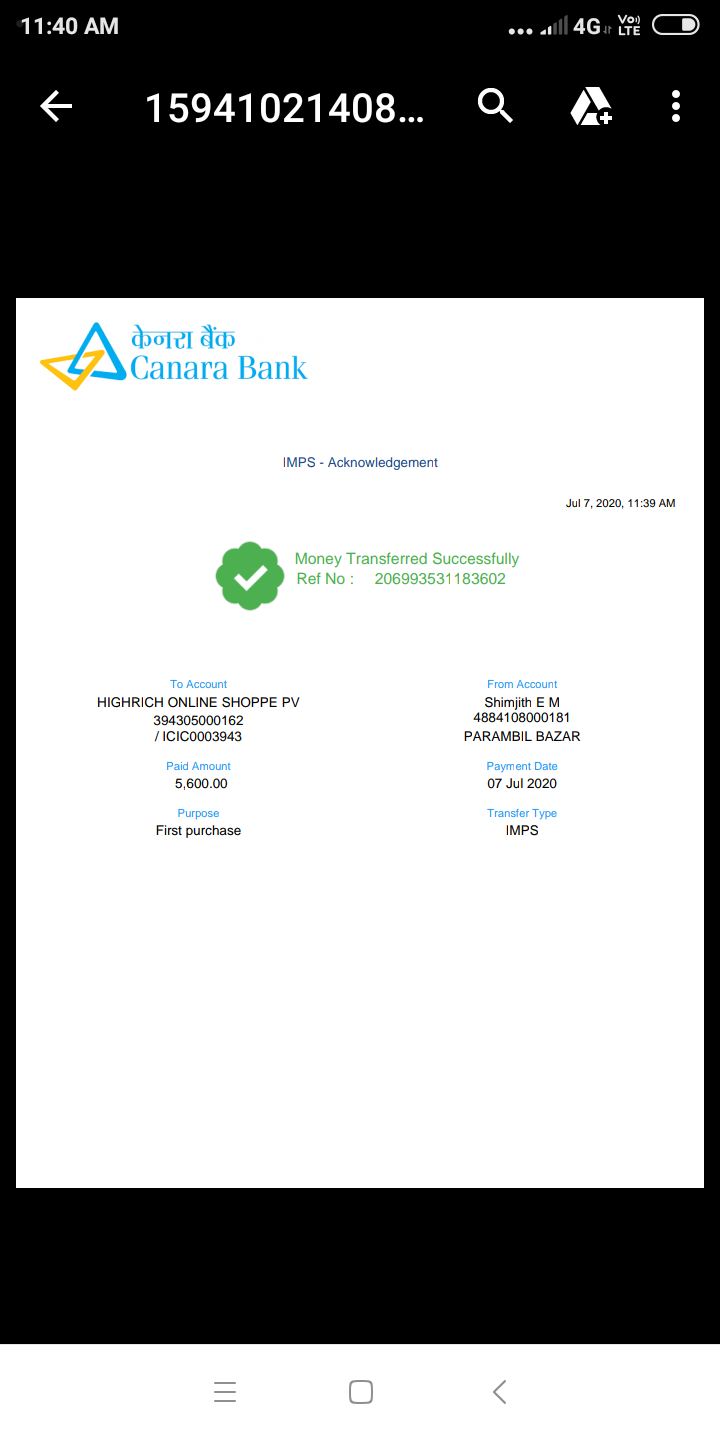 11:40 AM
4G Vo) LTE
15941021408...
केनरा बैंक
Canara Bank
IMPS - Acknowledgement
Jul 7, 2020, 11:39 AM
Money Transferred Successfully
Ref No : 206993531183602
To Account
HIGHRICH ONLINE SHOPPE PV
394305000162
/ ICIC0003943
Paid Amount
5,600.00
Purpose
First purchase
From Account
Shimjith E M
4884108000181
PARAMBIL BAZAR
Payment Date
07 Jul 2020
Transfer Type
IMPS